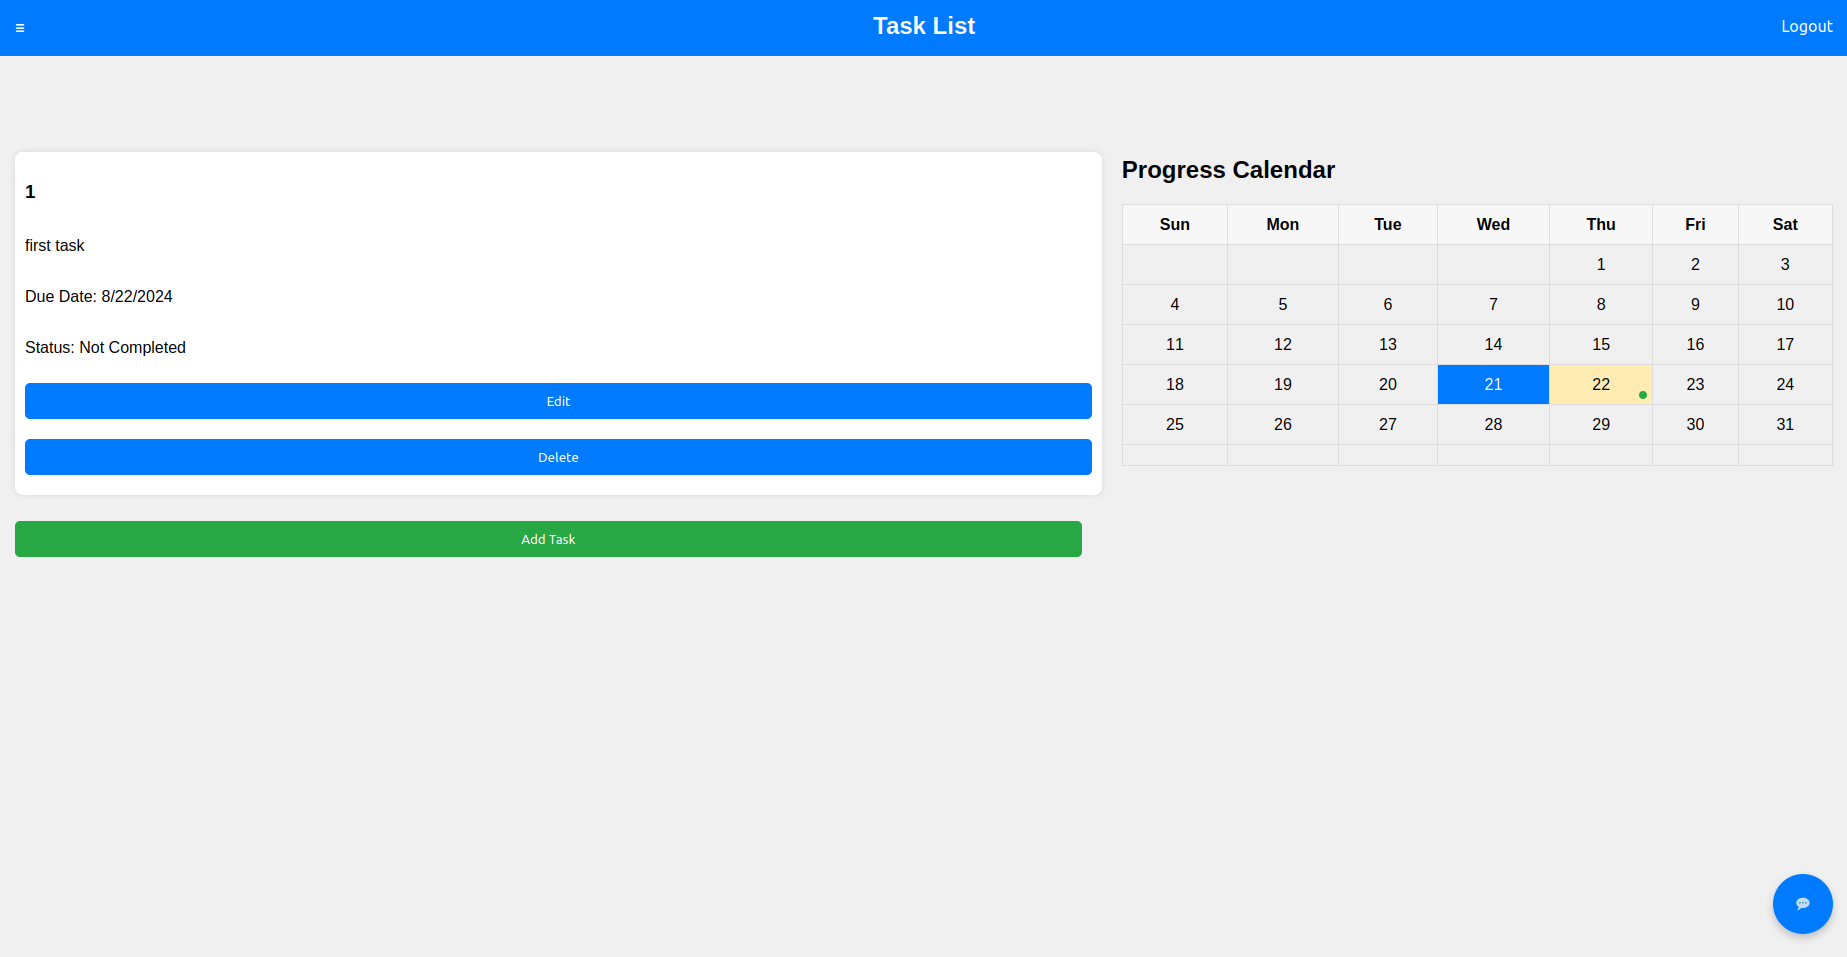 ≡ Task List Logout
1
first task
Due Date: 8/22/2024
Status: Not Completed
Edit
Delete
Add Task
Progress Calendar
Sun Mon Tue Wed Thu Fri Sat
1 2 3
4 5 6 7 8 9 10
11 12 13 14 15 16 17
18 19 20 21 22 23 24
25 26 27 28 29 30 31